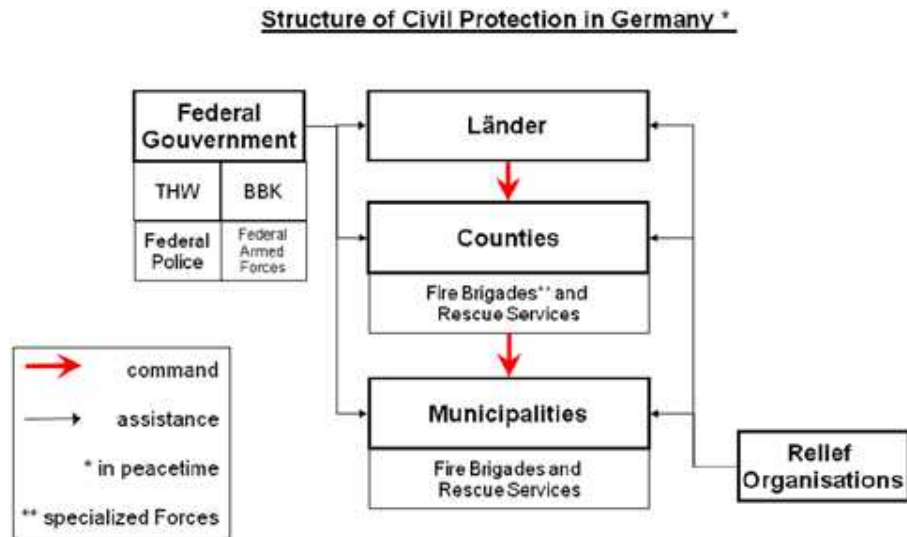 Structure of Civil Protection in Germany *
Federal
Gouvernment
THW
BBK
Federal
Police
Federal
Armed
Forces
Länder
Counties
Fire Brigades** and
Rescue Services
Municipalities
Fire Brigades and
Rescue Services
Relief
Organisations
command
assistance
* in peacetime
** specialized Forces